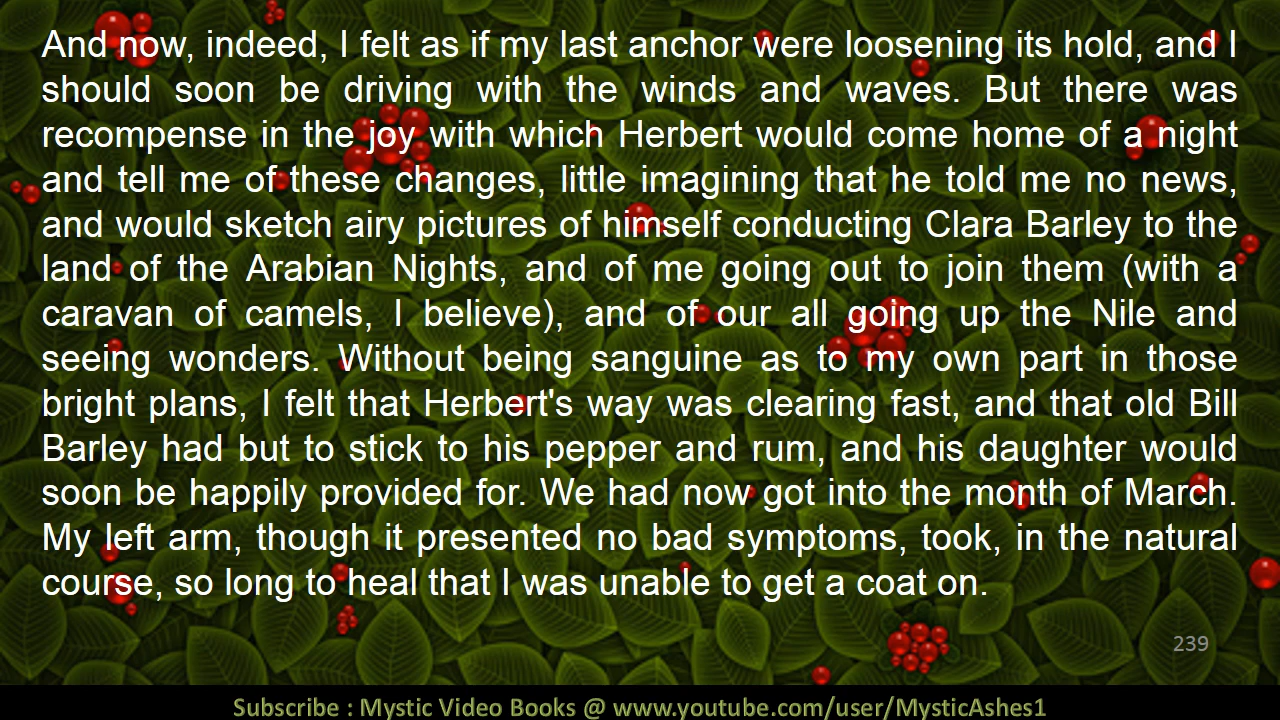 And now, indeed, I felt as if my last anchor were loosening its hold, and I
should soon be driving with the winds and waves. But there was
recompense in the joy with which Herbert would come home of a night
and tell me of these changes, little imagining that he told me no news,
and would sketch airy pictures of himself conducting Clara Barley to the
land of the Arabian Nights, and of me going out to join them (with a
caravan of camels, I believe), and of our all going up the Nile and
seeing wonders. Without being sanguine as to my own part in those
bright plans, I felt that Herbert's way was clearing fast, and that old Bill
Barley had but to stick to his pepper and rum, and his daughter would
soon be happily provided for. We had now got into the month of March.
My left arm, though it presented no bad symptoms, took, in the natural
course, so long to heal that I was unable to get a coat on.
239
Subscribe : Mystic Video Books @ www.youtube.com/user/MysticAshes1